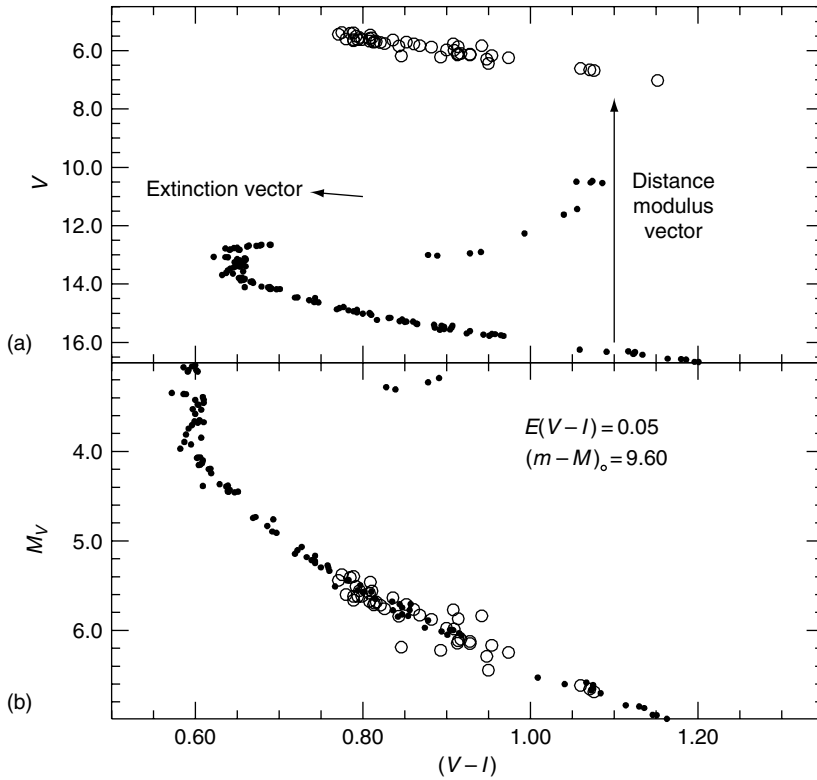 6.0
8.0
10.0
12.0
14.0
16.0
V
Extinction vector
Distance
modulus
vector
(a)
4.0
5.0
6.0
M_V
E(V – I) = 0.05
(m – M)₀ = 9.60
(b)
0.60
0.80
1.00
1.20
(V – I)